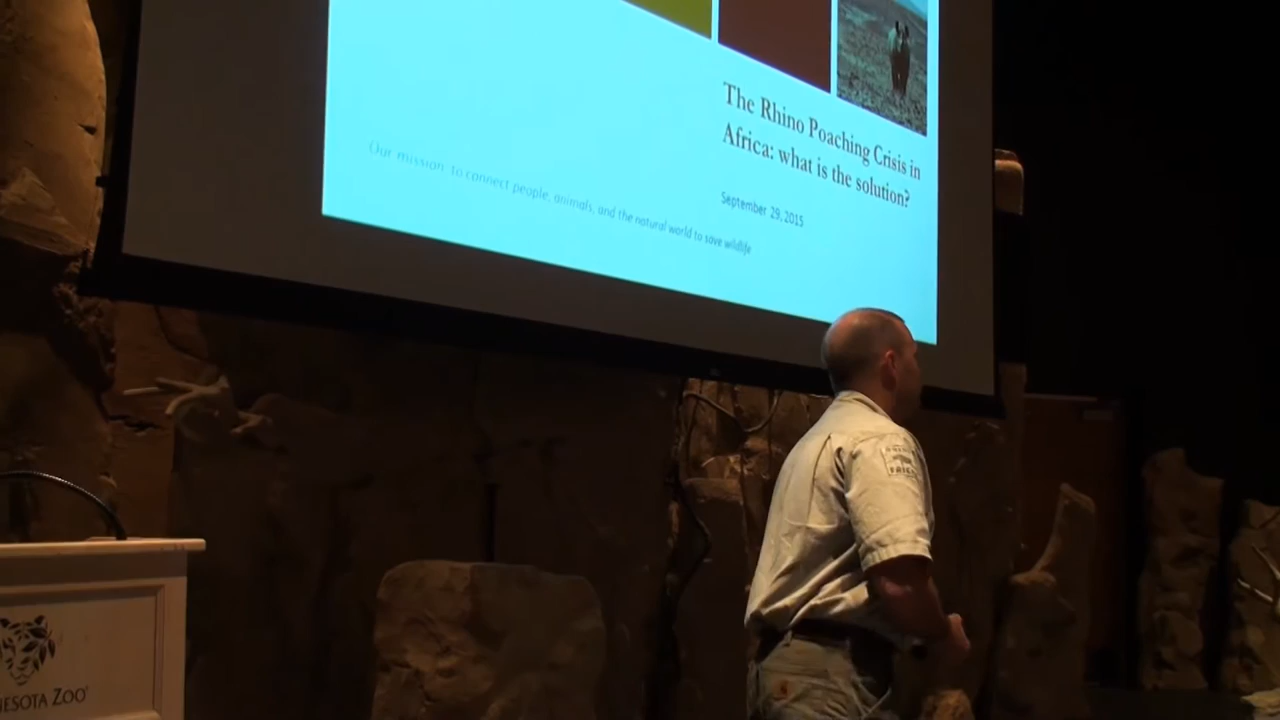 The Rhino Poaching Crisis in
Africa: what is the solution?
September 29, 2015
Our mission: to connect people, animals, and the natural world to save wildlife
NESOTA ZOO